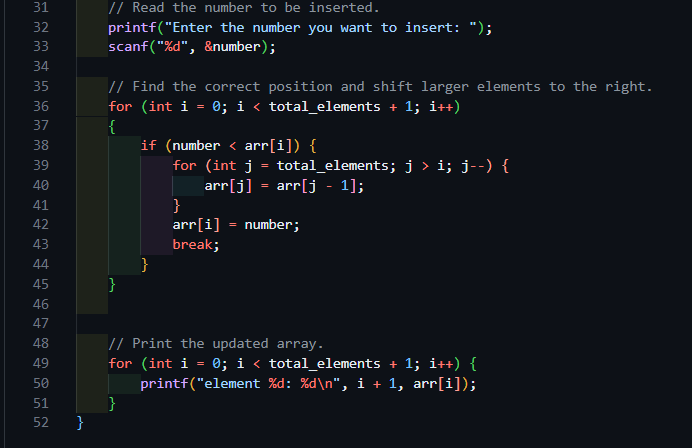 31 // Read the number to be inserted.
32 printf("Enter the number you want to insert: ");
33 scanf("%d", &number);
34
35 // Find the correct position and shift larger elements to the right.
36 for (int i = 0; i < total_elements + 1; i++)
37 {
38 if (number < arr[i]) {
39 for (int j = total_elements; j > i; j--) {
40 arr[j] = arr[j - 1];
41 }
42 arr[i] = number;
43 break;
44 }
45 }
46
47
48 // Print the updated array.
49 for (int i = 0; i < total_elements + 1; i++) {
50 printf("element %d: %d\n", i + 1, arr[i]);
51 }
52 }